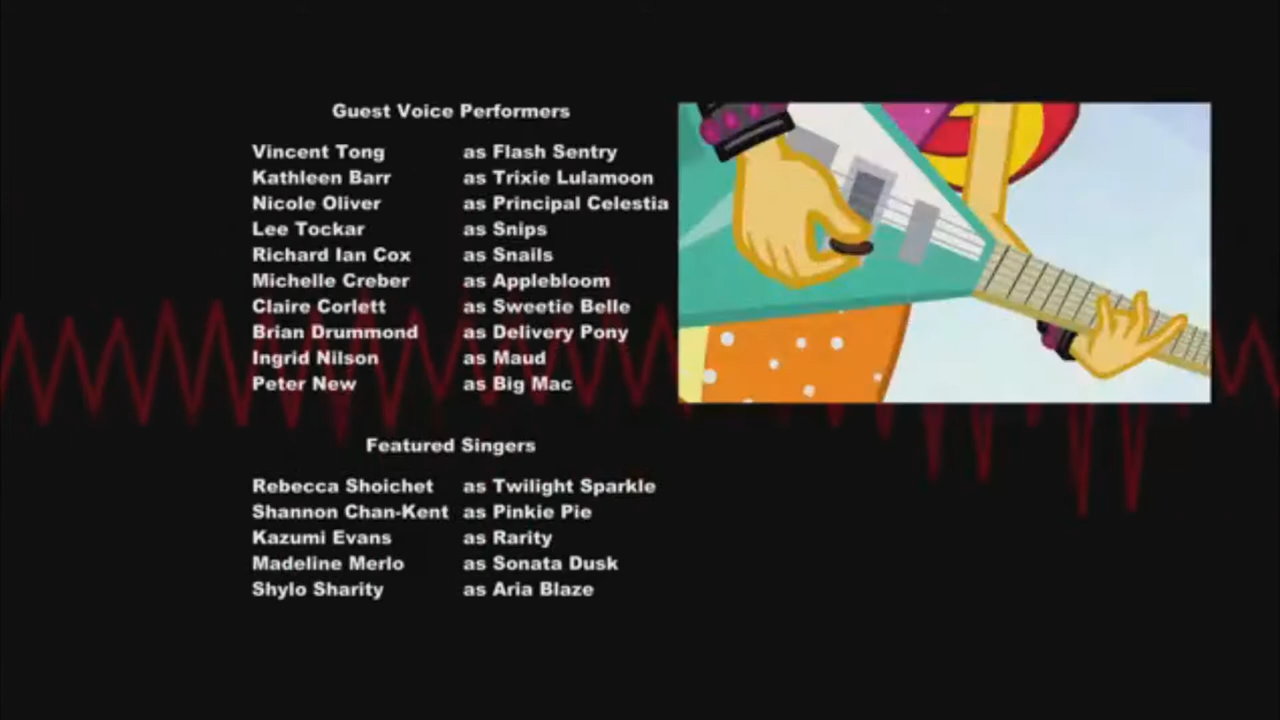 Guest Voice Performers
Vincent Tong as Flash Sentry
Kathleen Barr as Trixie Lulamoon
Nicole Oliver as Principal Celestia
Lee Tockar as Snips
Richard Ian Cox as Snails
Michelle Creber as Applebloom
Claire Corlett as Sweetie Belle
Brian Drummond as Delivery Pony
Ingrid Nilson as Maud
Peter New as Big Mac
Featured Singers
Rebecca Shoichet as Twilight Sparkle
Shannon Chan-Kent as Pinkie Pie
Kazumi Evans as Rarity
Madeline Merlo as Sonata Dusk
Shylo Sharity as Aria Blaze